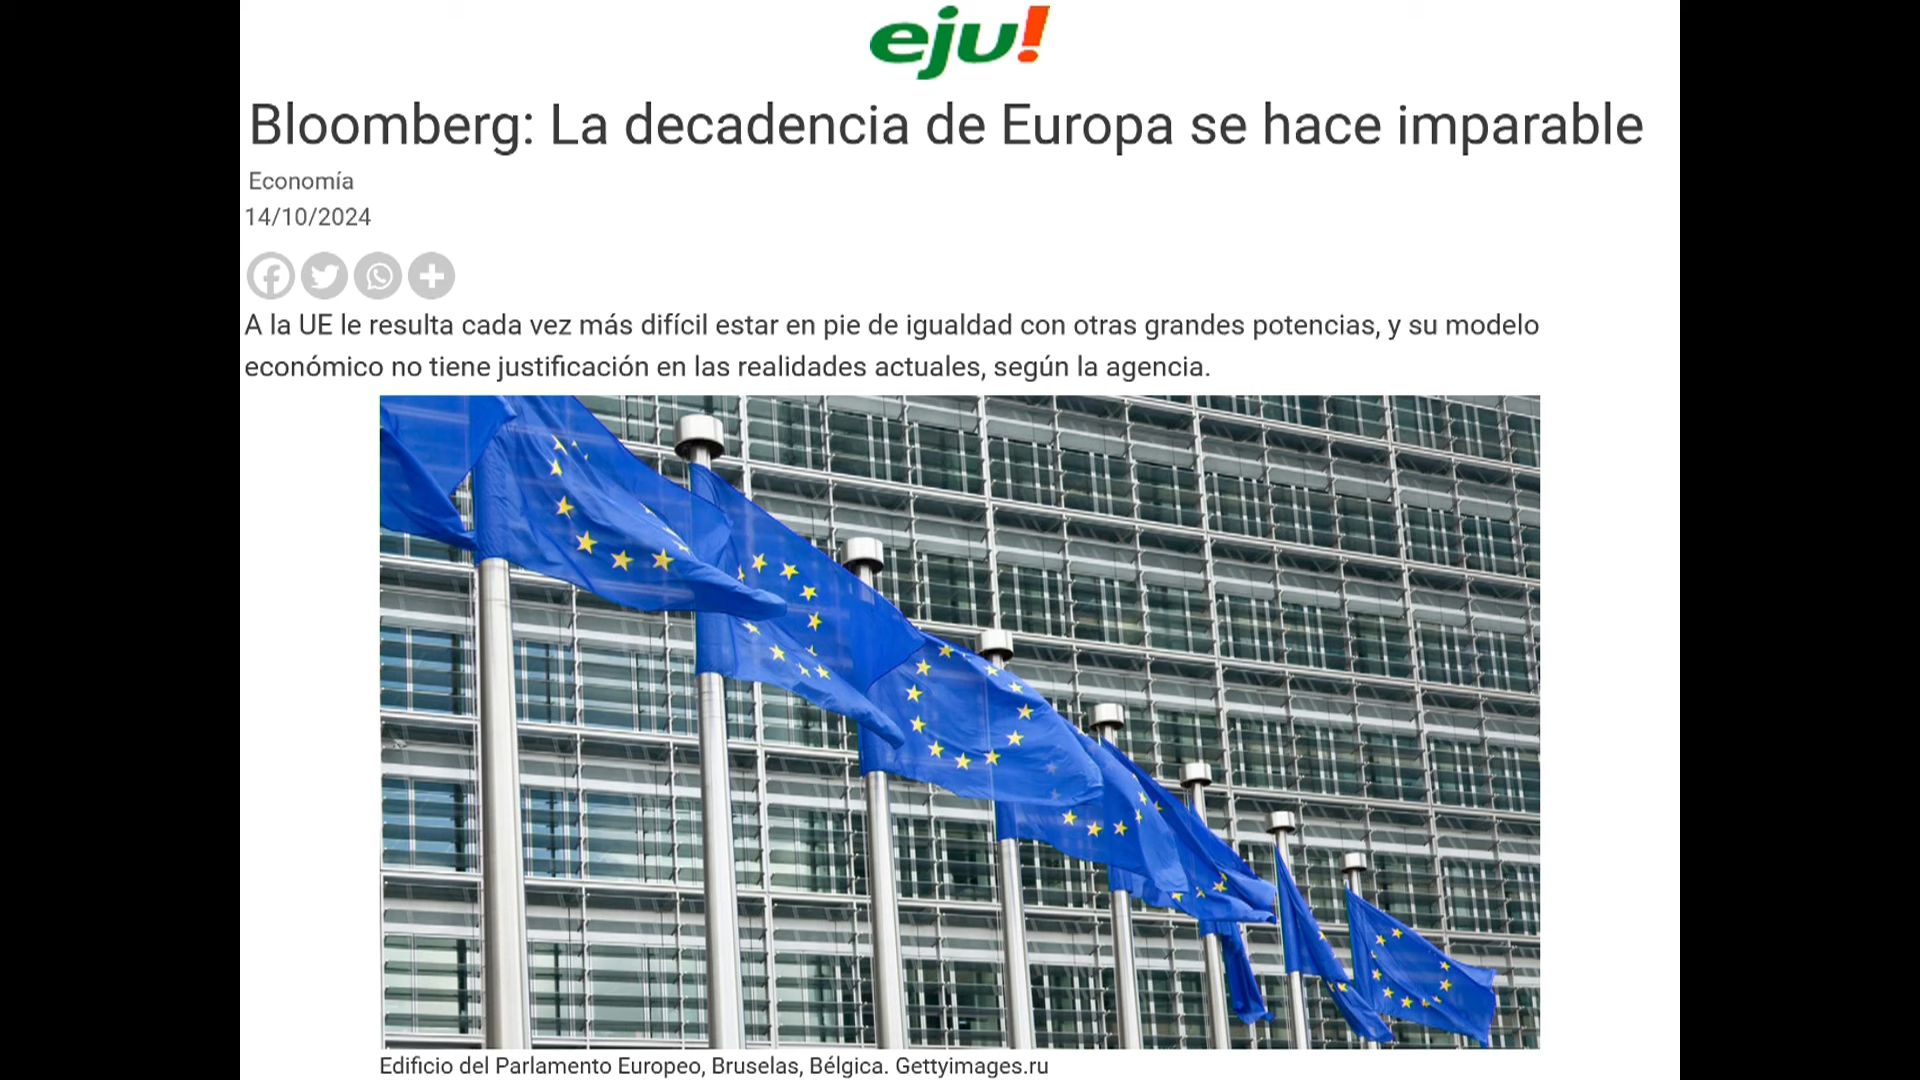 eju!
Bloomberg: La decadencia de Europa se hace imparable
Economía
14/10/2024
A la UE le resulta cada vez más difícil estar en pie de igualdad con otras grandes potencias, y su modelo
económico no tiene justificación en las realidades actuales, según la agencia.
Edificio del Parlamento Europeo, Bruselas, Bélgica. Gettyimages.ru